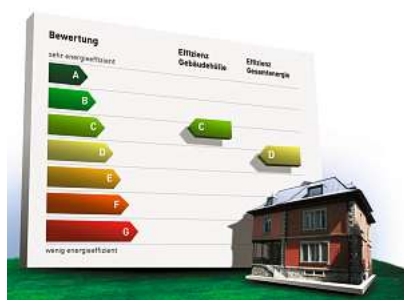 Bewertung
Effizienz
Gebäudehülle
Effizienz
Gesamtenergie
sehr energieeffizient
A
B
C
C
D
D
E
F
G
wenig energieeffizient